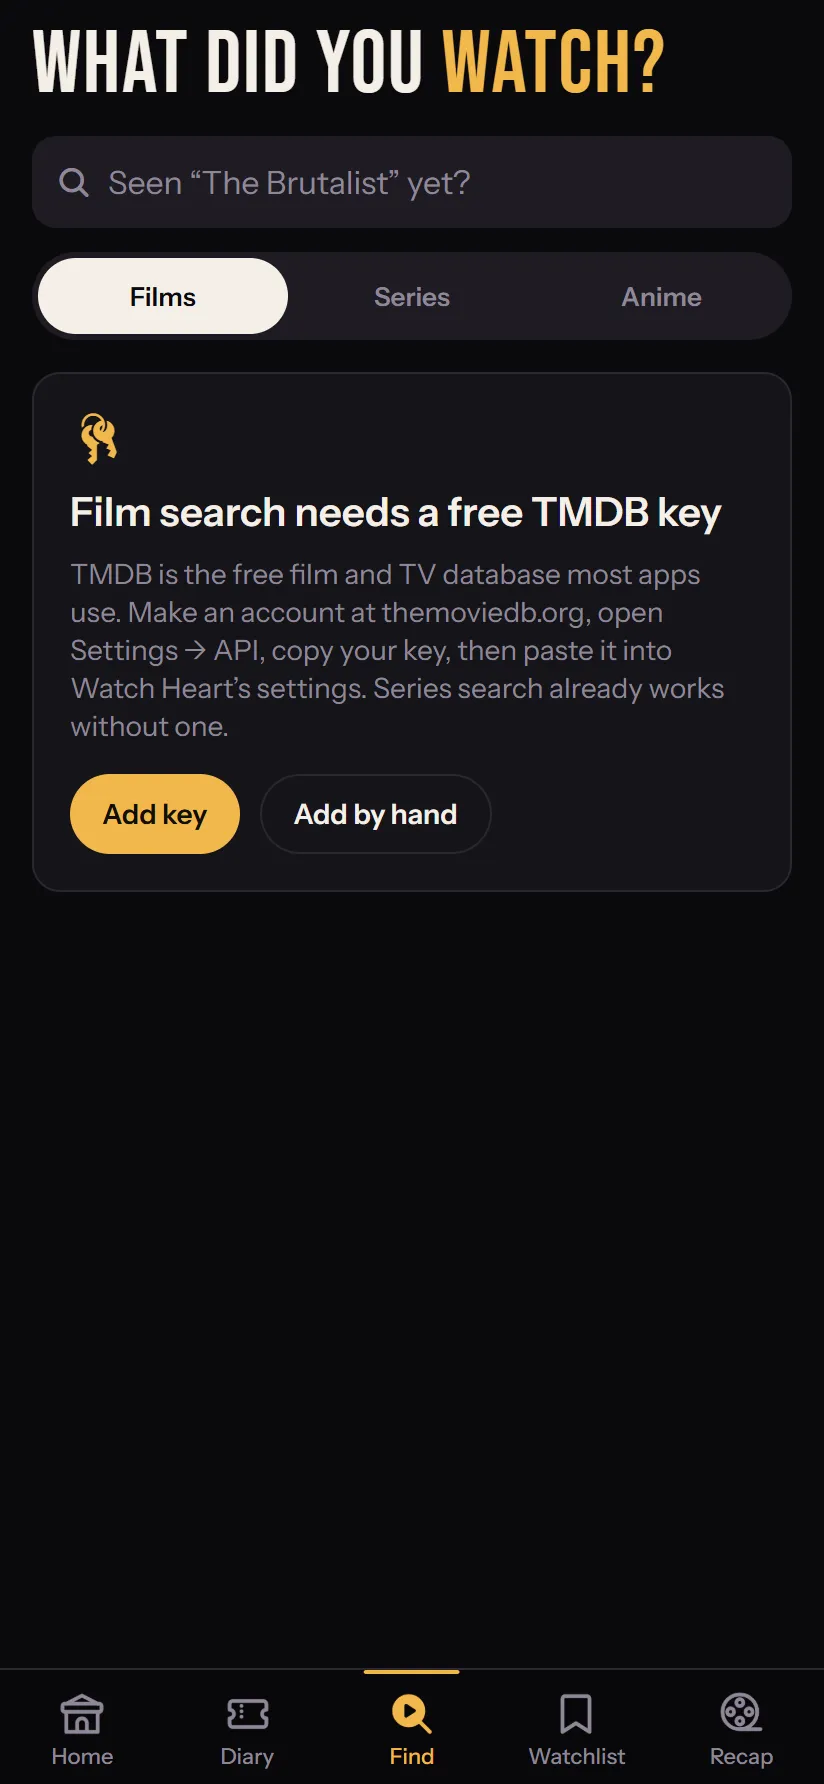 WHAT DID YOU WATCH?
Seen “The Brutalist” yet?
Films
Series
Anime
Film search needs a free TMDB key
TMDB is the free film and TV database most apps
use. Make an account at themoviedb.org, open
Settings → API, copy your key, then paste it into
Watch Heart’s settings. Series search already works
without one.
Add key
Add by hand
Home
Diary
Find
Watchlist
Recap